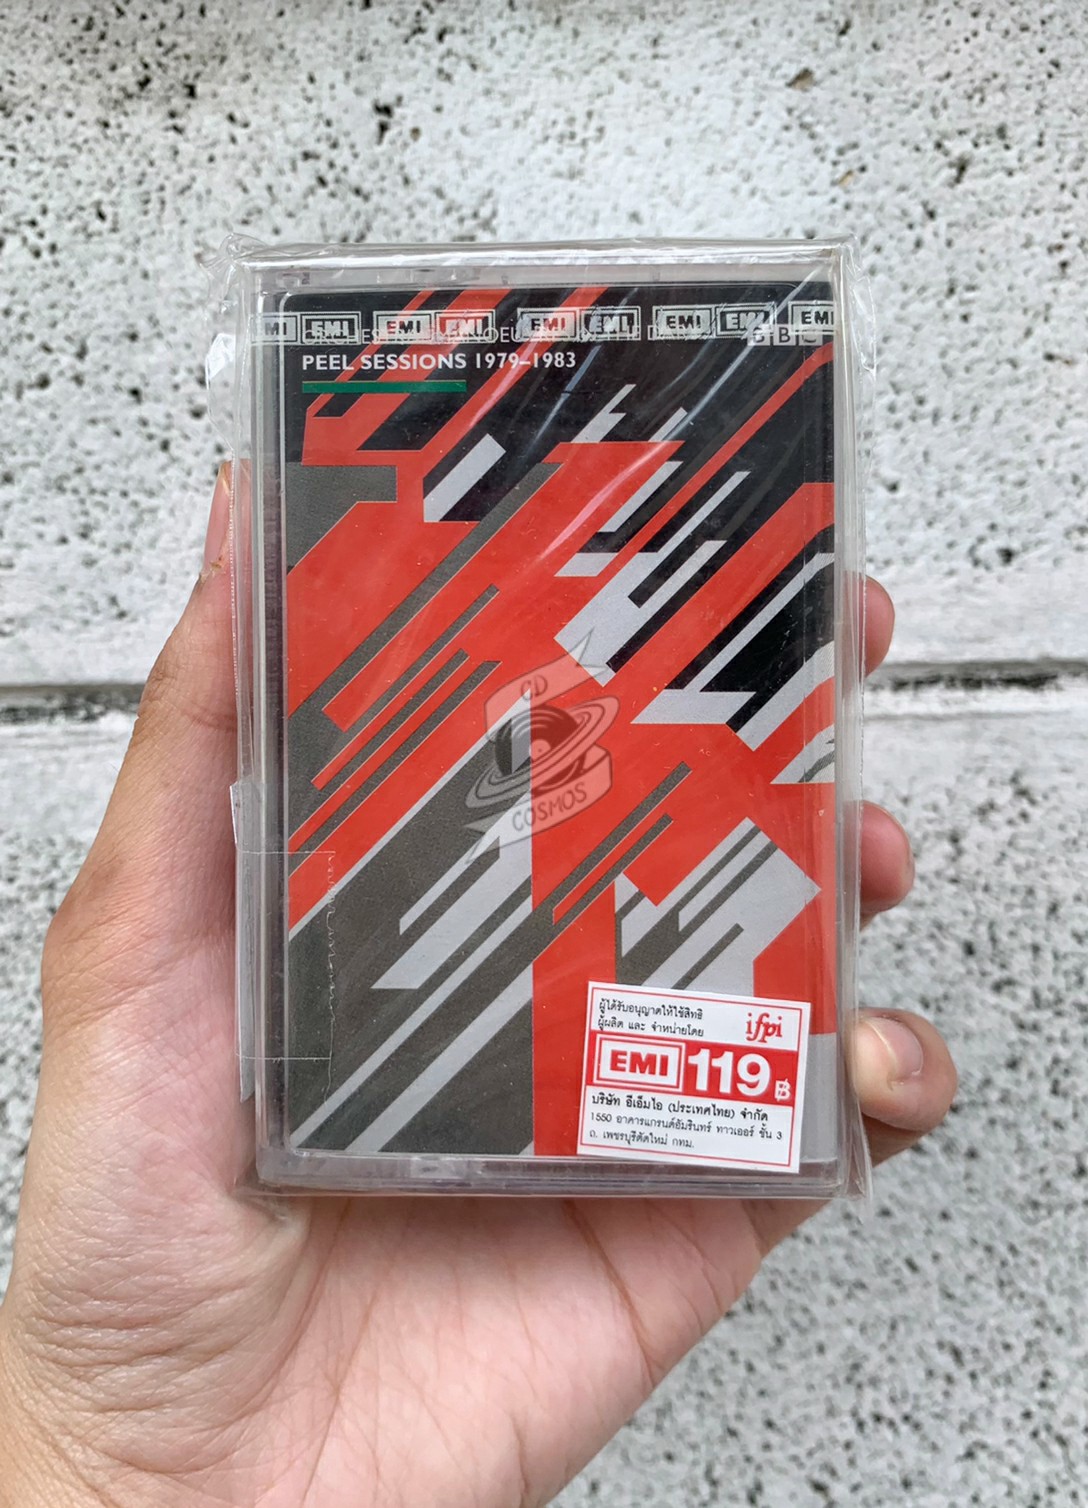 EMI EMI EMI EMI EMI EMI EMI EMI EMI
ORCHESTRAL MANOEUVRES IN THE DARK BBC
PEEL SESSIONS 1979–1983
CD
COSMOS
ผู้ได้รับอนุญาตให้ใช้สิทธิ
ผู้ผลิต และ จำหน่ายโดย
ifpi
EMI 119฿
บริษัท อีเอ็มไอ (ประเทศไทย) จำกัด
1550 อาคารแกรนด์อัมรินทร์ ทาวเออร์ ชั้น 3
ถ. เพชรบุรีตัดใหม่ กทม.